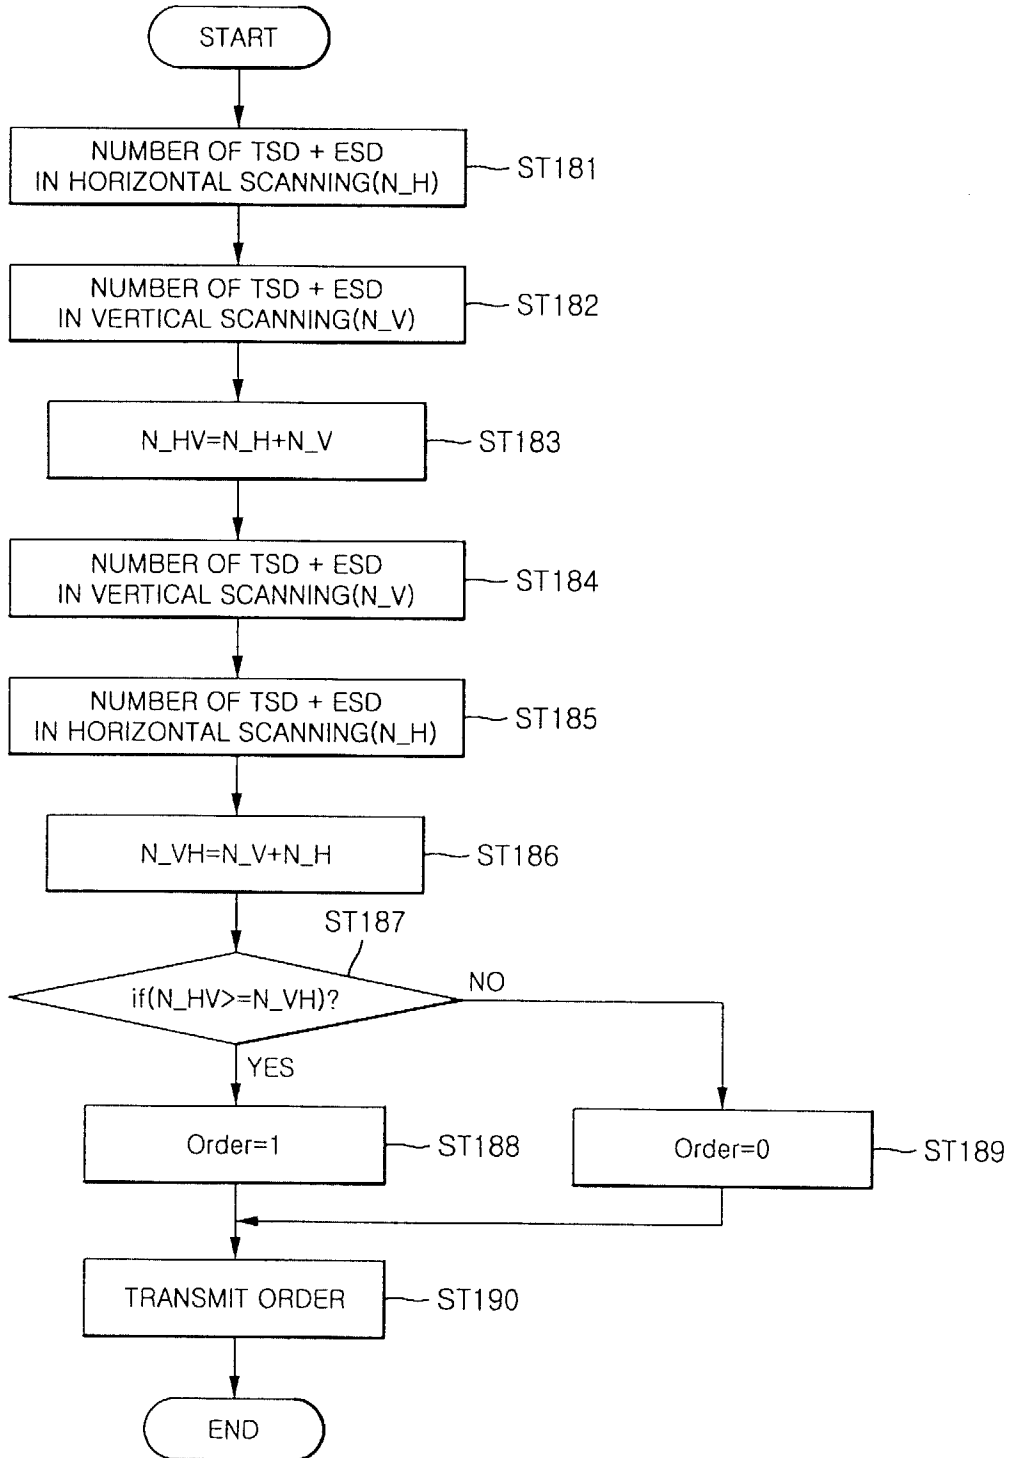 START
NUMBER OF TSD + ESD
IN HORIZONTAL SCANNING(N_H)
ST181
NUMBER OF TSD + ESD
IN VERTICAL SCANNING(N_V)
ST182
N_HV=N_H+N_V
ST183
NUMBER OF TSD + ESD
IN VERTICAL SCANNING(N_V)
ST184
NUMBER OF TSD + ESD
IN HORIZONTAL SCANNING(N_H)
ST185
N_VH=N_V+N_H
ST186
ST187
if(N_HV>=N_VH)?
NO
YES
Order=1
ST188
Order=0
ST189
TRANSMIT ORDER
ST190
END